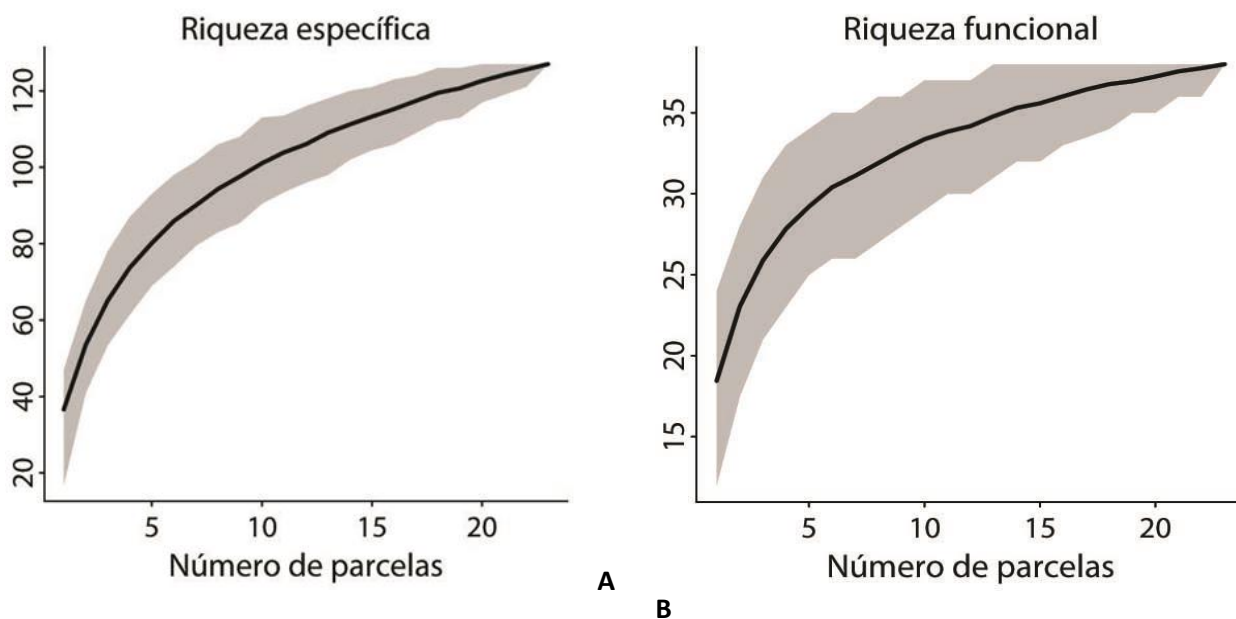 Riqueza específica
120
100
80
60
40
20
5 10 15 20
Número de parcelas
A
Riqueza funcional
35
30
25
20
15
5 10 15 20
Número de parcelas
B